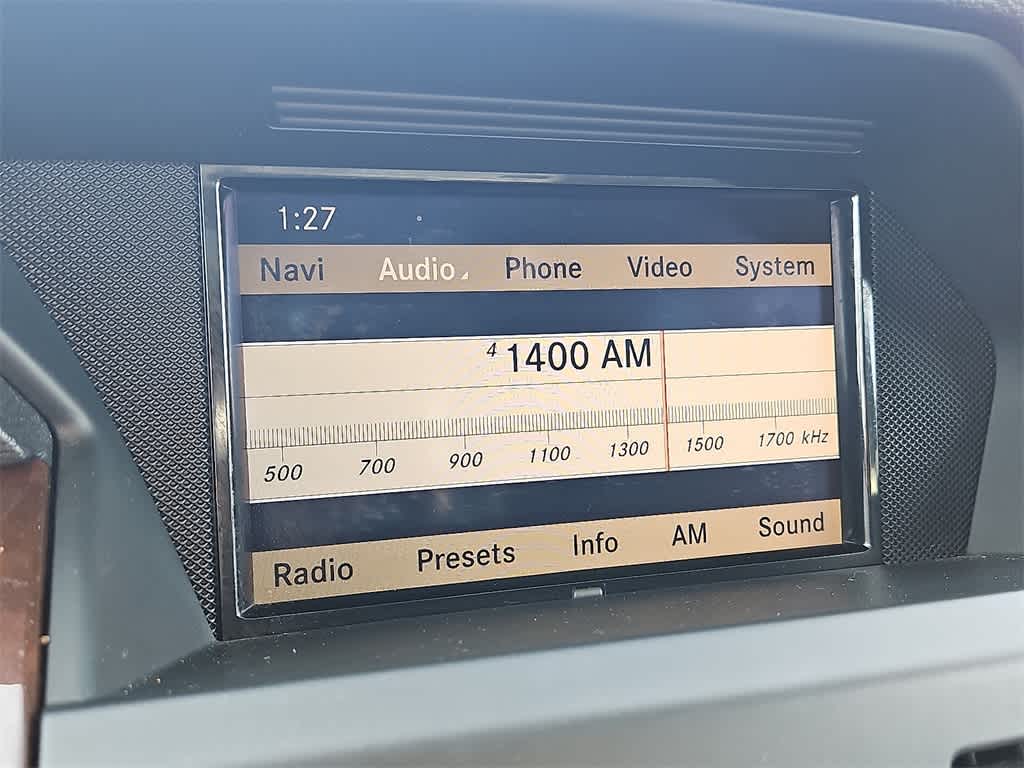 1:27
Navi Audio Phone Video System
4 1400 AM
500 700 900 1100 1300 1500 1700 kHz
Radio Presets Info AM Sound